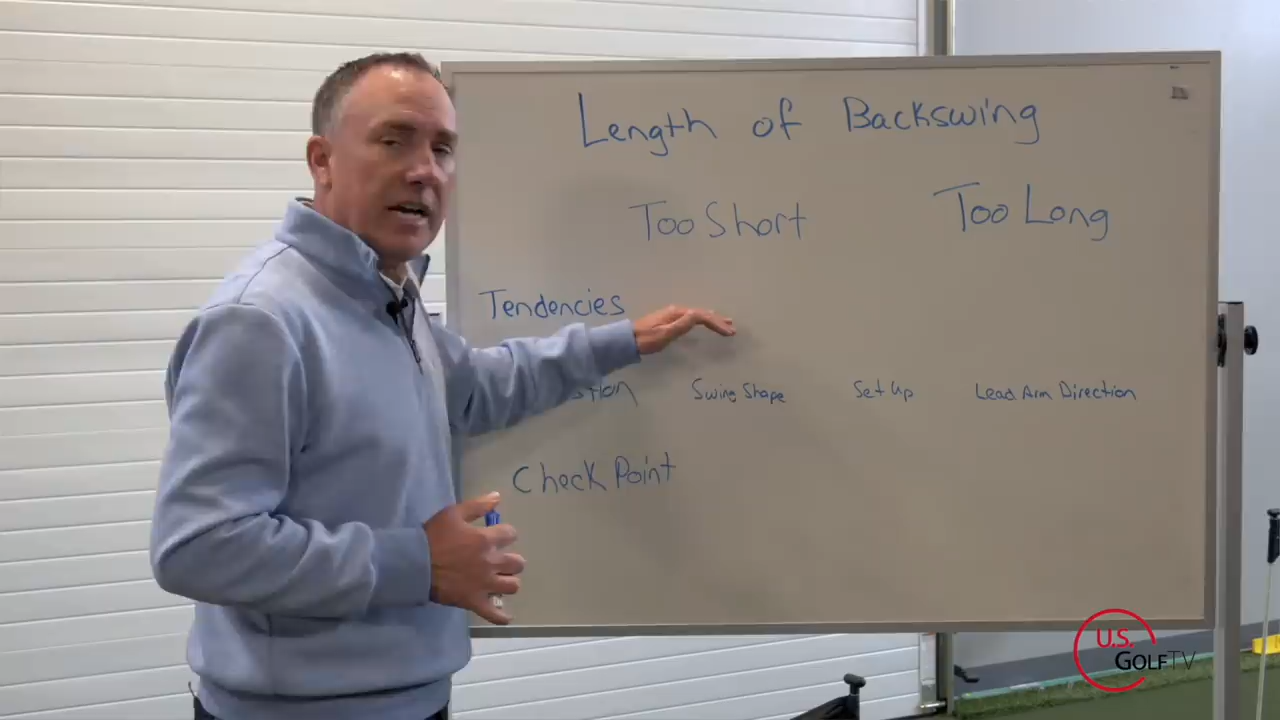 Length of Backswing
Too Short Too Long
Tendencies
Swing Shape Set Up Lead Arm Direction
Check Point
U.S.
GOLFTV